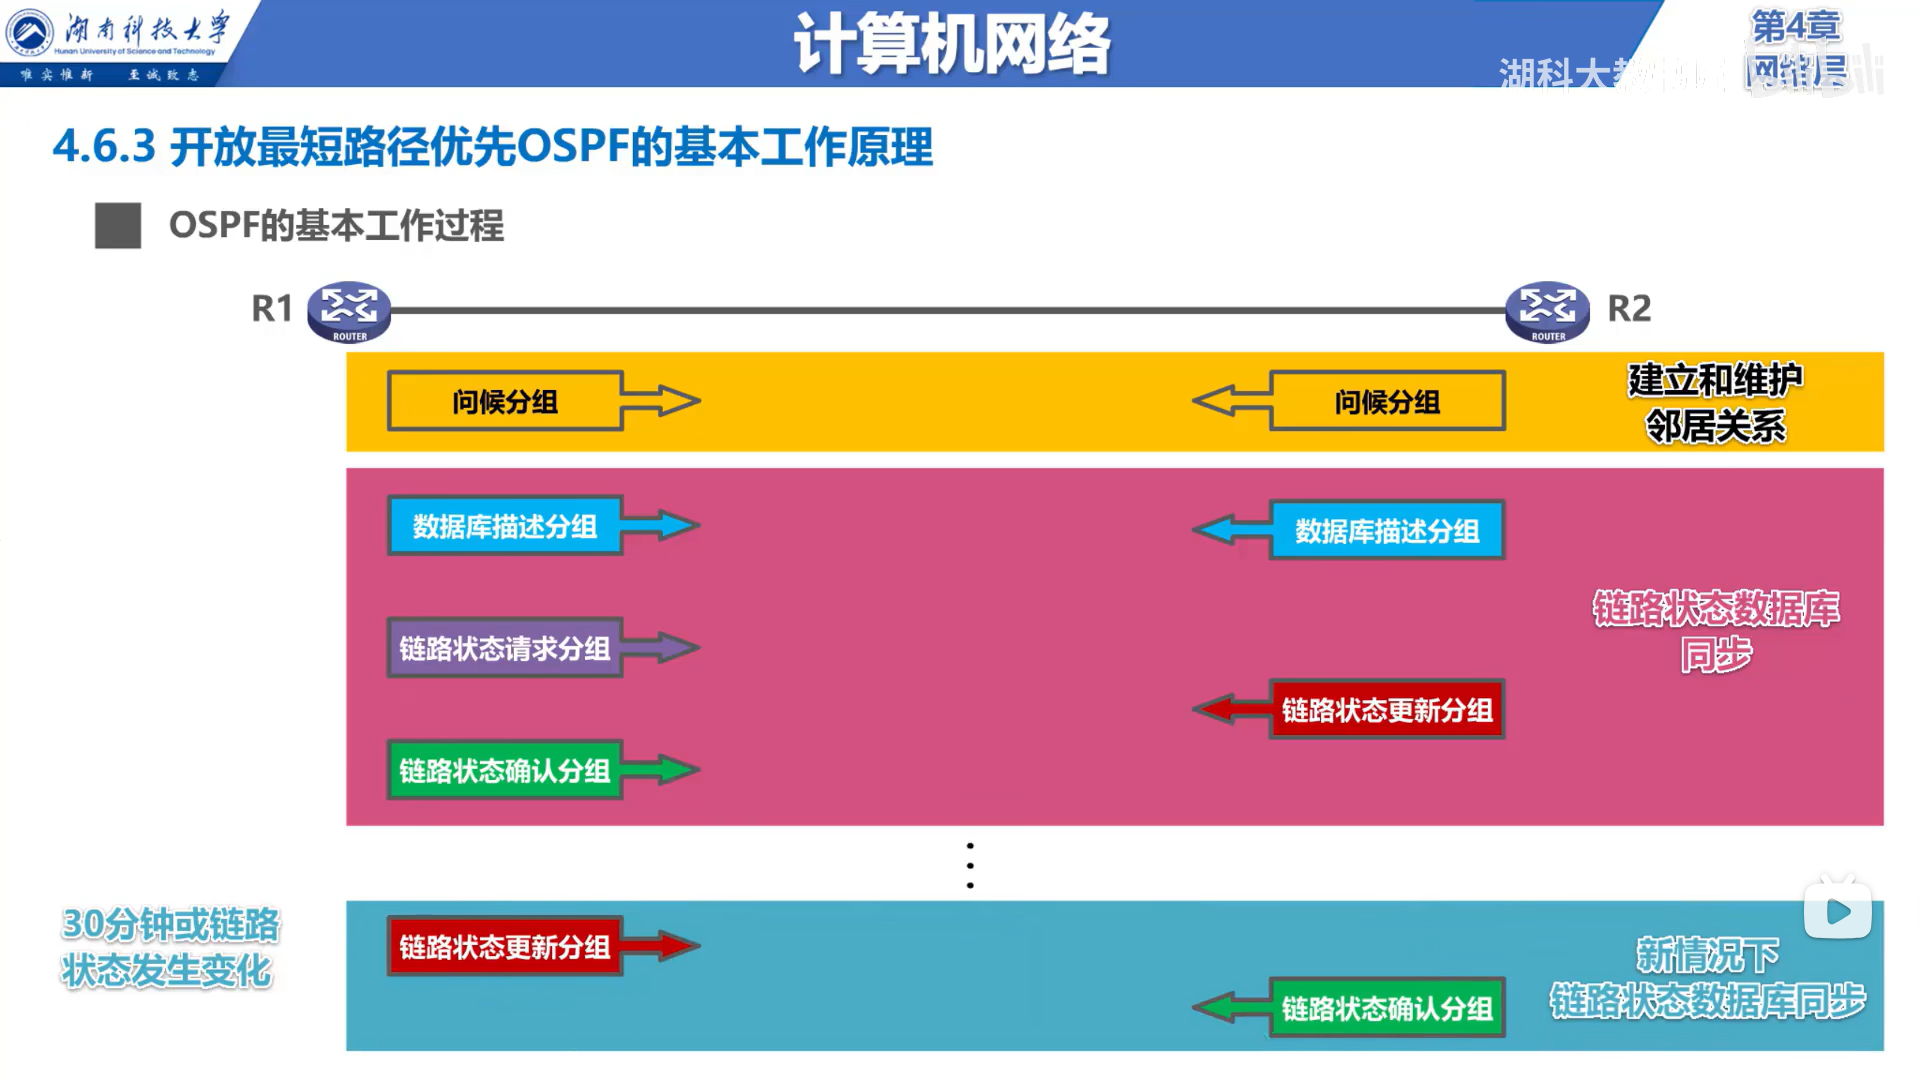 湖南科技大学
Hunan University of Science and Technology
唯实惟新 至诚致志
计算机网络
第4章
网络层
湖科大教书匠
4.6.3 开放最短路径优先OSPF的基本工作原理
OSPF的基本工作过程
R1
ROUTER
ROUTER
R2
问候分组
问候分组
建立和维护
邻居关系
数据库描述分组
数据库描述分组
链路状态请求分组
链路状态数据库
同步
链路状态更新分组
链路状态确认分组
30分钟或链路
状态发生变化
链路状态更新分组
新情况下
链路状态数据库同步
链路状态确认分组